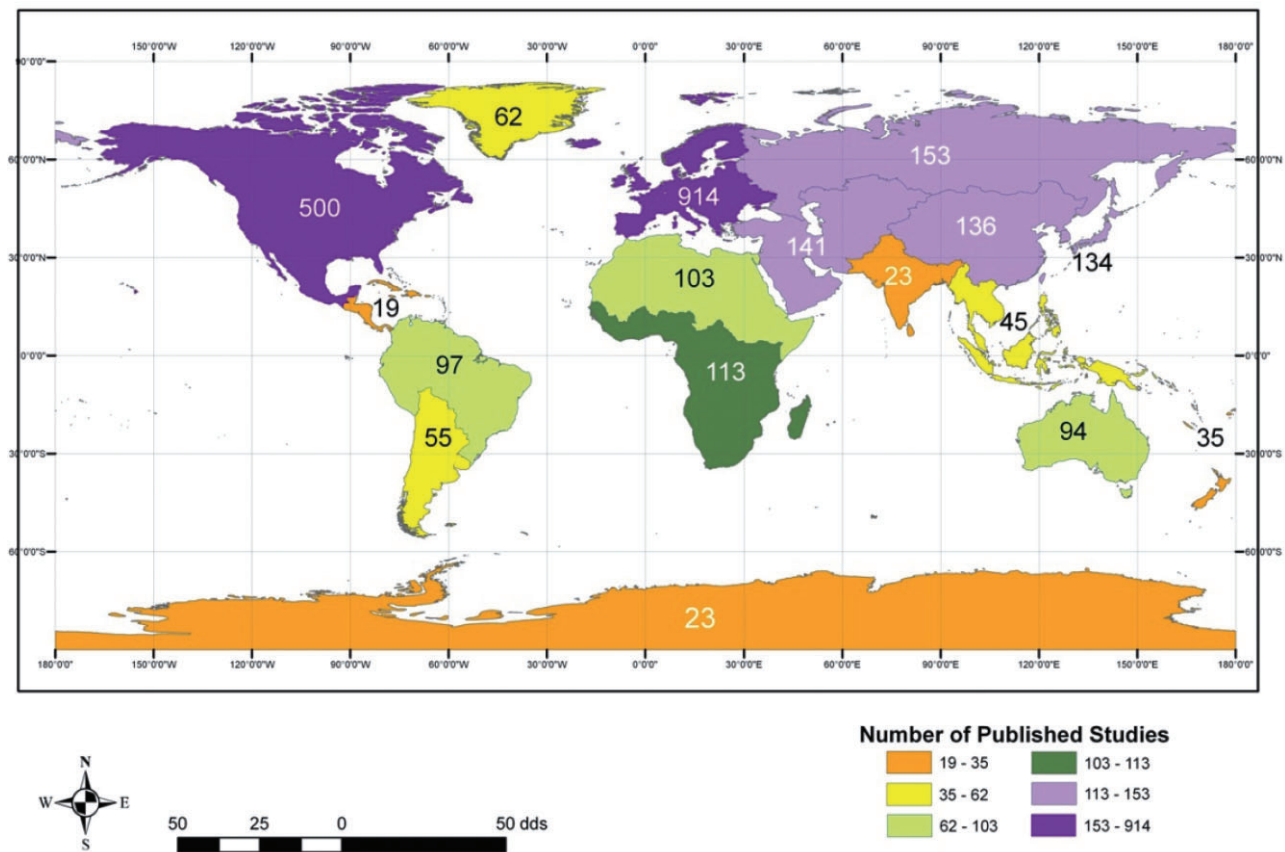 150°0'0"W 120°0'0"W 90°0'0"W 60°0'0"W 30°0'0"W 0°0'0" 30°0'0"E 60°0'0"E 90°0'0"E 120°0'0"E 150°0'0"E 180°0'0"
90°0'0"
62
60°0'0"N 153 60°0'0"N
914
500
136
141
134
30°0'0"N 23 30°0'0"N
103
19
45
0°0'0" 97 113 0°0'0"
55 94 35
30°0'0"S 30°0'0"S
60°0'0"S 60°0'0"S
23
180°0'0" 150°0'0"W 120°0'0"W 90°0'0"W 60°0'0"W 30°0'0"W 0°0'0" 30°0'0"E 60°0'0"E 90°0'0"E 120°0'0"E 150°0'0"E 180°0'0"
Number of Published Studies
19 - 35 103 - 113
35 - 62 113 - 153
62 - 103 153 - 914
N
W E
S
50 25 0 50 dds